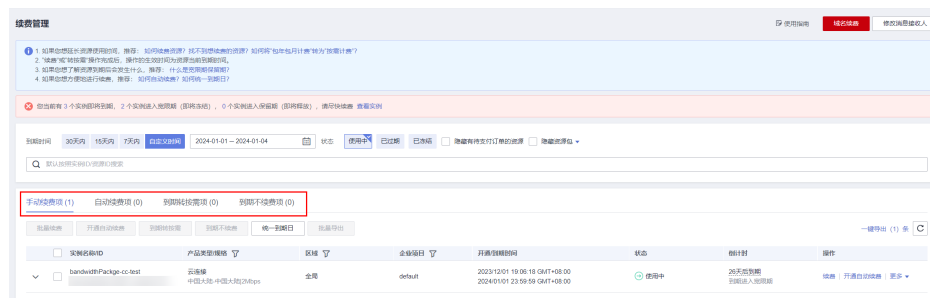 续费管理
使用指南 域名续费 修改消息接收人
1. 如果您想延长资源使用时间，推荐： 如何续费资源？找不到想续费的资源？如何将“包年包月计费”转为“按需计费”？
2. “续费”或“转按需”操作完成后，操作的生效时间为资源当前到期时间。
3. 如果您想了解资源到期后会发生什么，推荐： 什么是宽限期保留期？
4. 如果您想方便地进行续费，推荐： 如何自动续费？如何统一到期日？
您当前有 3 个实例即将到期， 2 个实例进入宽限期（即将冻结）， 0 个实例进入保留期（即将释放），请尽快续费 查看实例
到期时间 30天内 15天内 7天内 自定义时间 2024-01-01 – 2024-01-04 状态 使用中 已过期 已冻结 隐藏有待支付订单的资源 隐藏资源包
默认按照实例ID/资源ID搜索
手动续费项 (1) 自动续费项 (0) 到期转按需项 (0) 到期不续费项 (0)
批量续费 开通自动续费 到期转按需 到期不续费 统一到期日 批量导出 一键导出 (1) 条
实例名称/ID 产品类型/规格 区域 企业项目 开通/到期时间 状态 倒计时 操作
bandwidthPackge-cc-test 云连接 全局 default 2023/12/01 19:06:18 GMT+08:00 使用中 26天后到期 续费 | 开通自动续费 | 更多
中国大陆-中国大陆|2Mbps 2024/01/01 23:59:59 GMT+08:00 到期进入宽限期